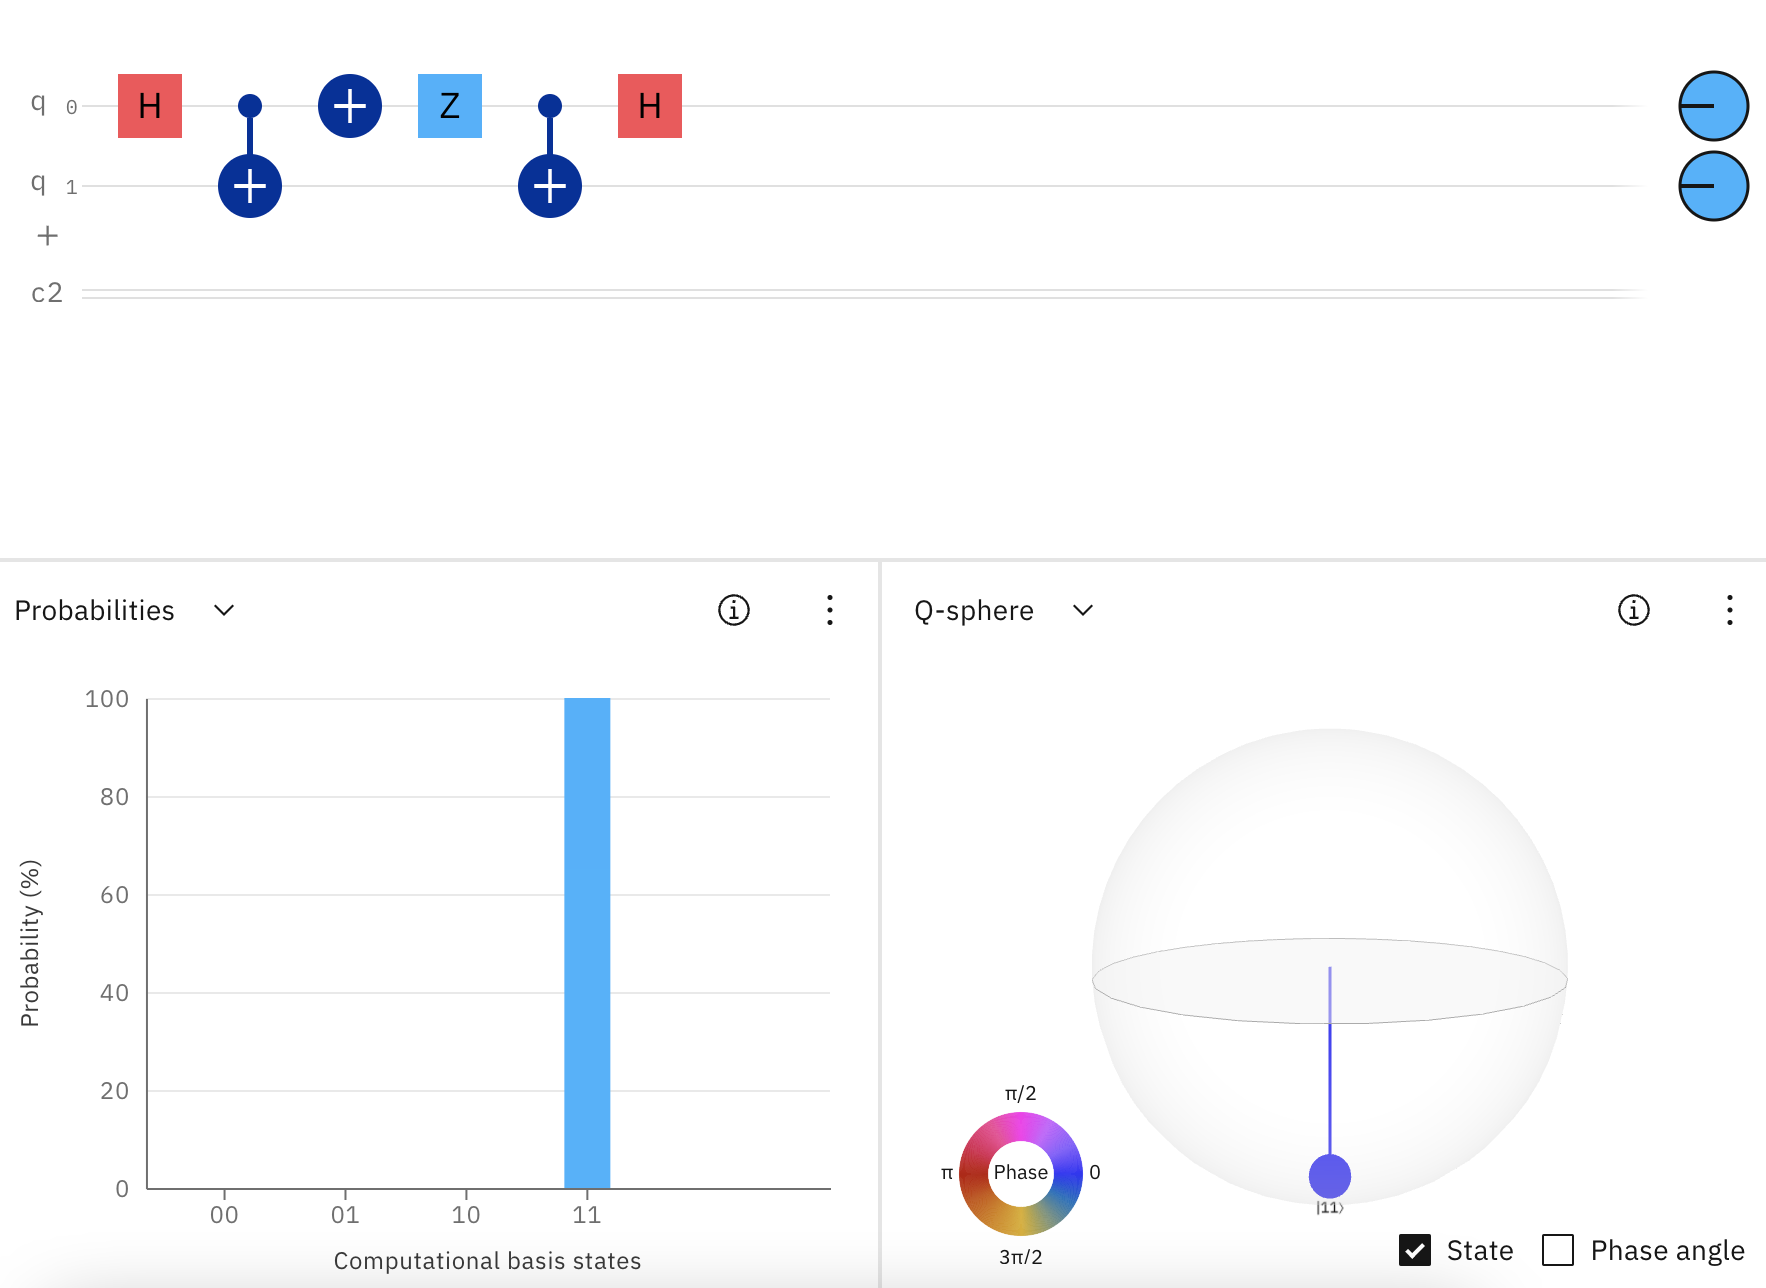 q 0 H + + Z + H
q 1
+
c2
Probabilities
Q-sphere
100
80
60
40
20
0
Probability (%)
00 01 10 11
Computational basis states
|11⟩
π/2
π Phase 0
3π/2
State Phase angle